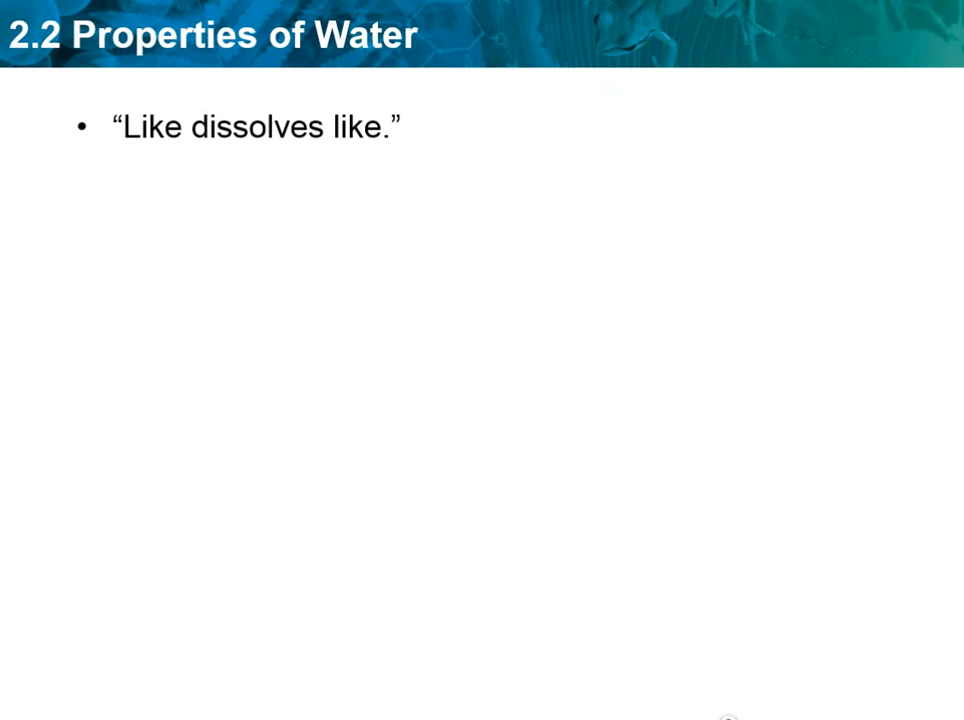 2.2 Properties of Water
• “Like dissolves like.”